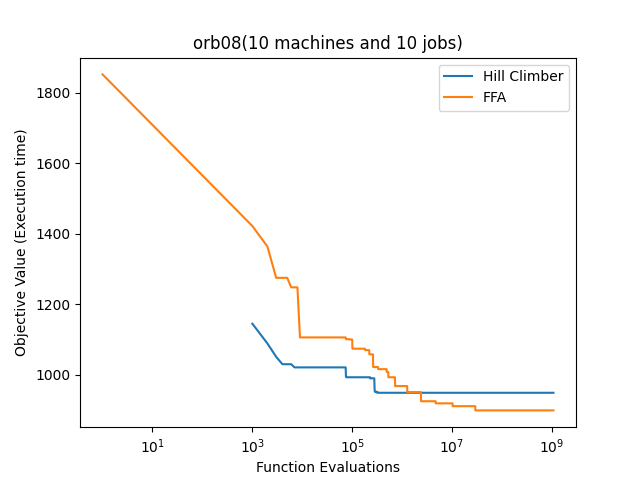 orb08(10 machines and 10 jobs)
Hill Climber
FFA
1800
1600
1400
1200
1000
Objective Value (Execution time)
10¹
10³
10⁵
10⁷
10⁹
Function Evaluations